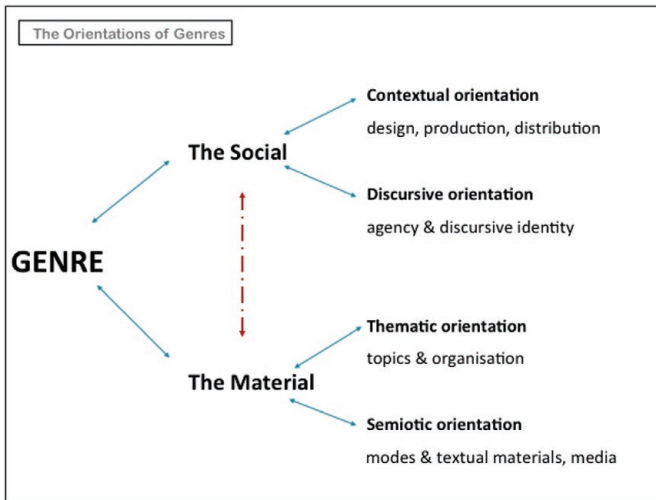 The Orientations of Genres
Contextual orientation
design, production, distribution
The Social
Discursive orientation
agency & discursive identity
GENRE
Thematic orientation
topics & organisation
The Material
Semiotic orientation
modes & textual materials, media